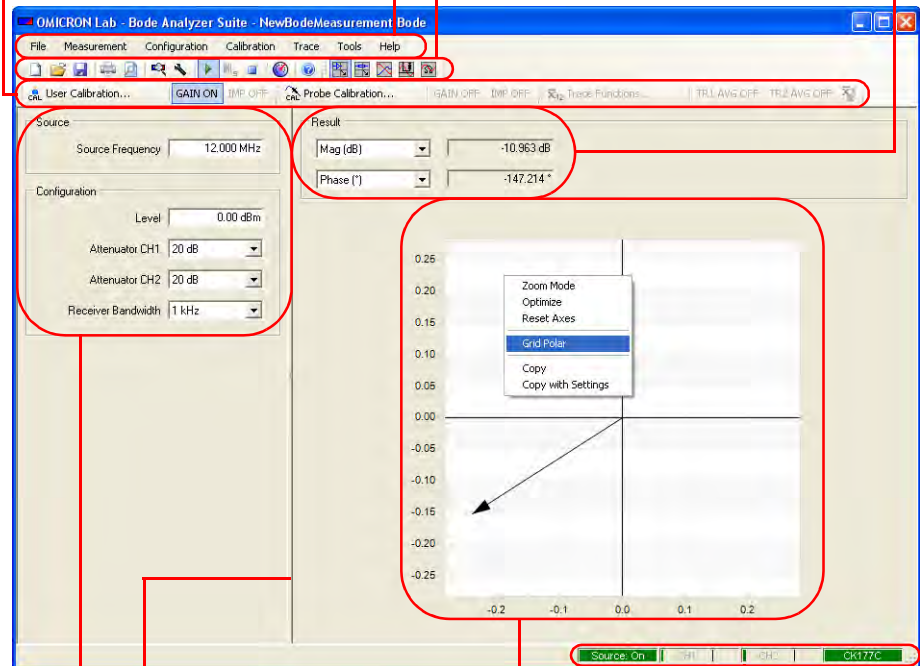 OMICRON Lab - Bode Analyzer Suite - NewBodeMeasurement.Bode
File Measurement Configuration Calibration Trace Tools Help
CAL User Calibration... GAIN ON IMP OFF CAL Probe Calibration... GAIN OFF IMP OFF Trace Functions... TR1 AVG OFF TR2 AVG OFF
Source
Source Frequency 12.000 MHz
Configuration
Level 0.00 dBm
Attenuator CH1 20 dB
Attenuator CH2 20 dB
Receiver Bandwidth 1 kHz
Result
Mag (dB) -10.963 dB
Phase (°) -147.214 °
0.25
0.20
0.15
0.10
0.05
0.00
-0.05
-0.10
-0.15
-0.20
-0.25
-0.2 -0.1 0.0 0.1 0.2
Zoom Mode
Optimize
Reset Axes
Grid Polar
Copy
Copy with Settings
Source: On CH1 CH2 CK177C